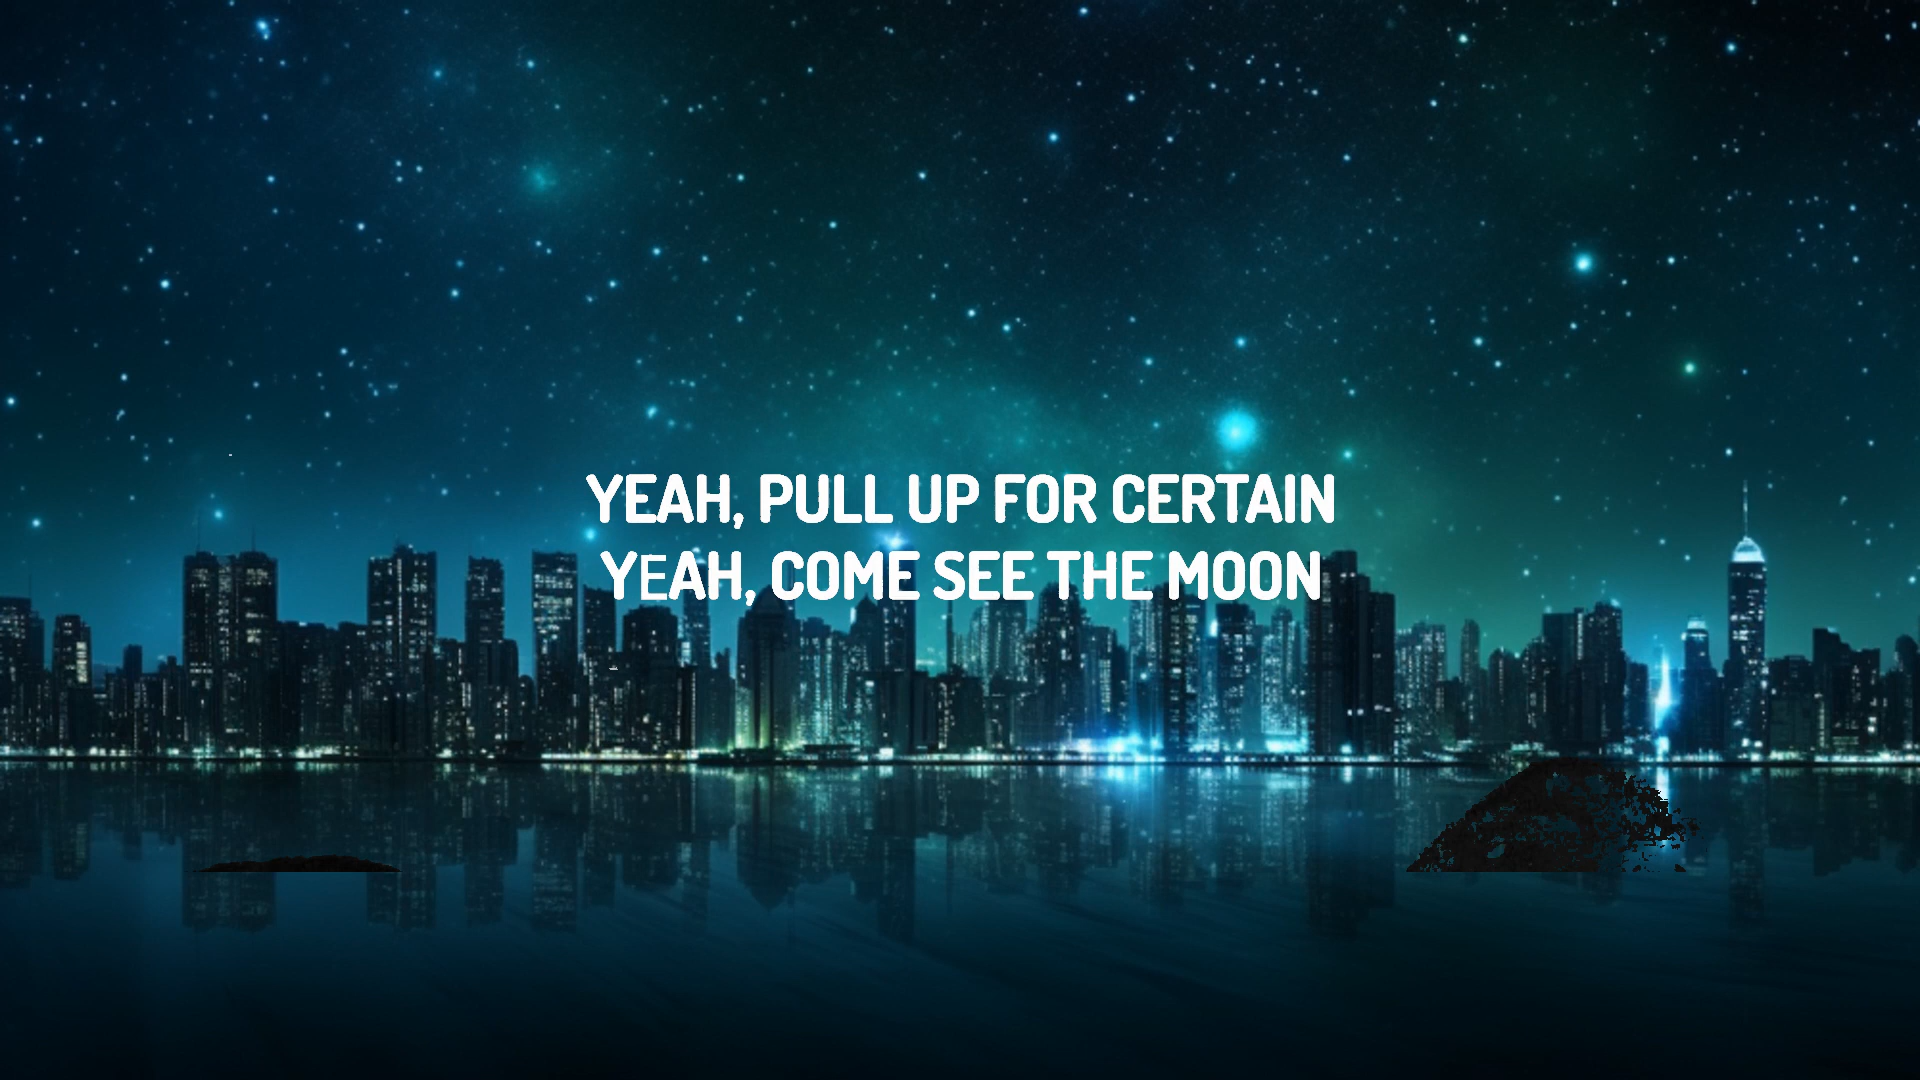 YEAH, PULL UP FOR CERTAIN
YEAH, COME SEE THE MOON